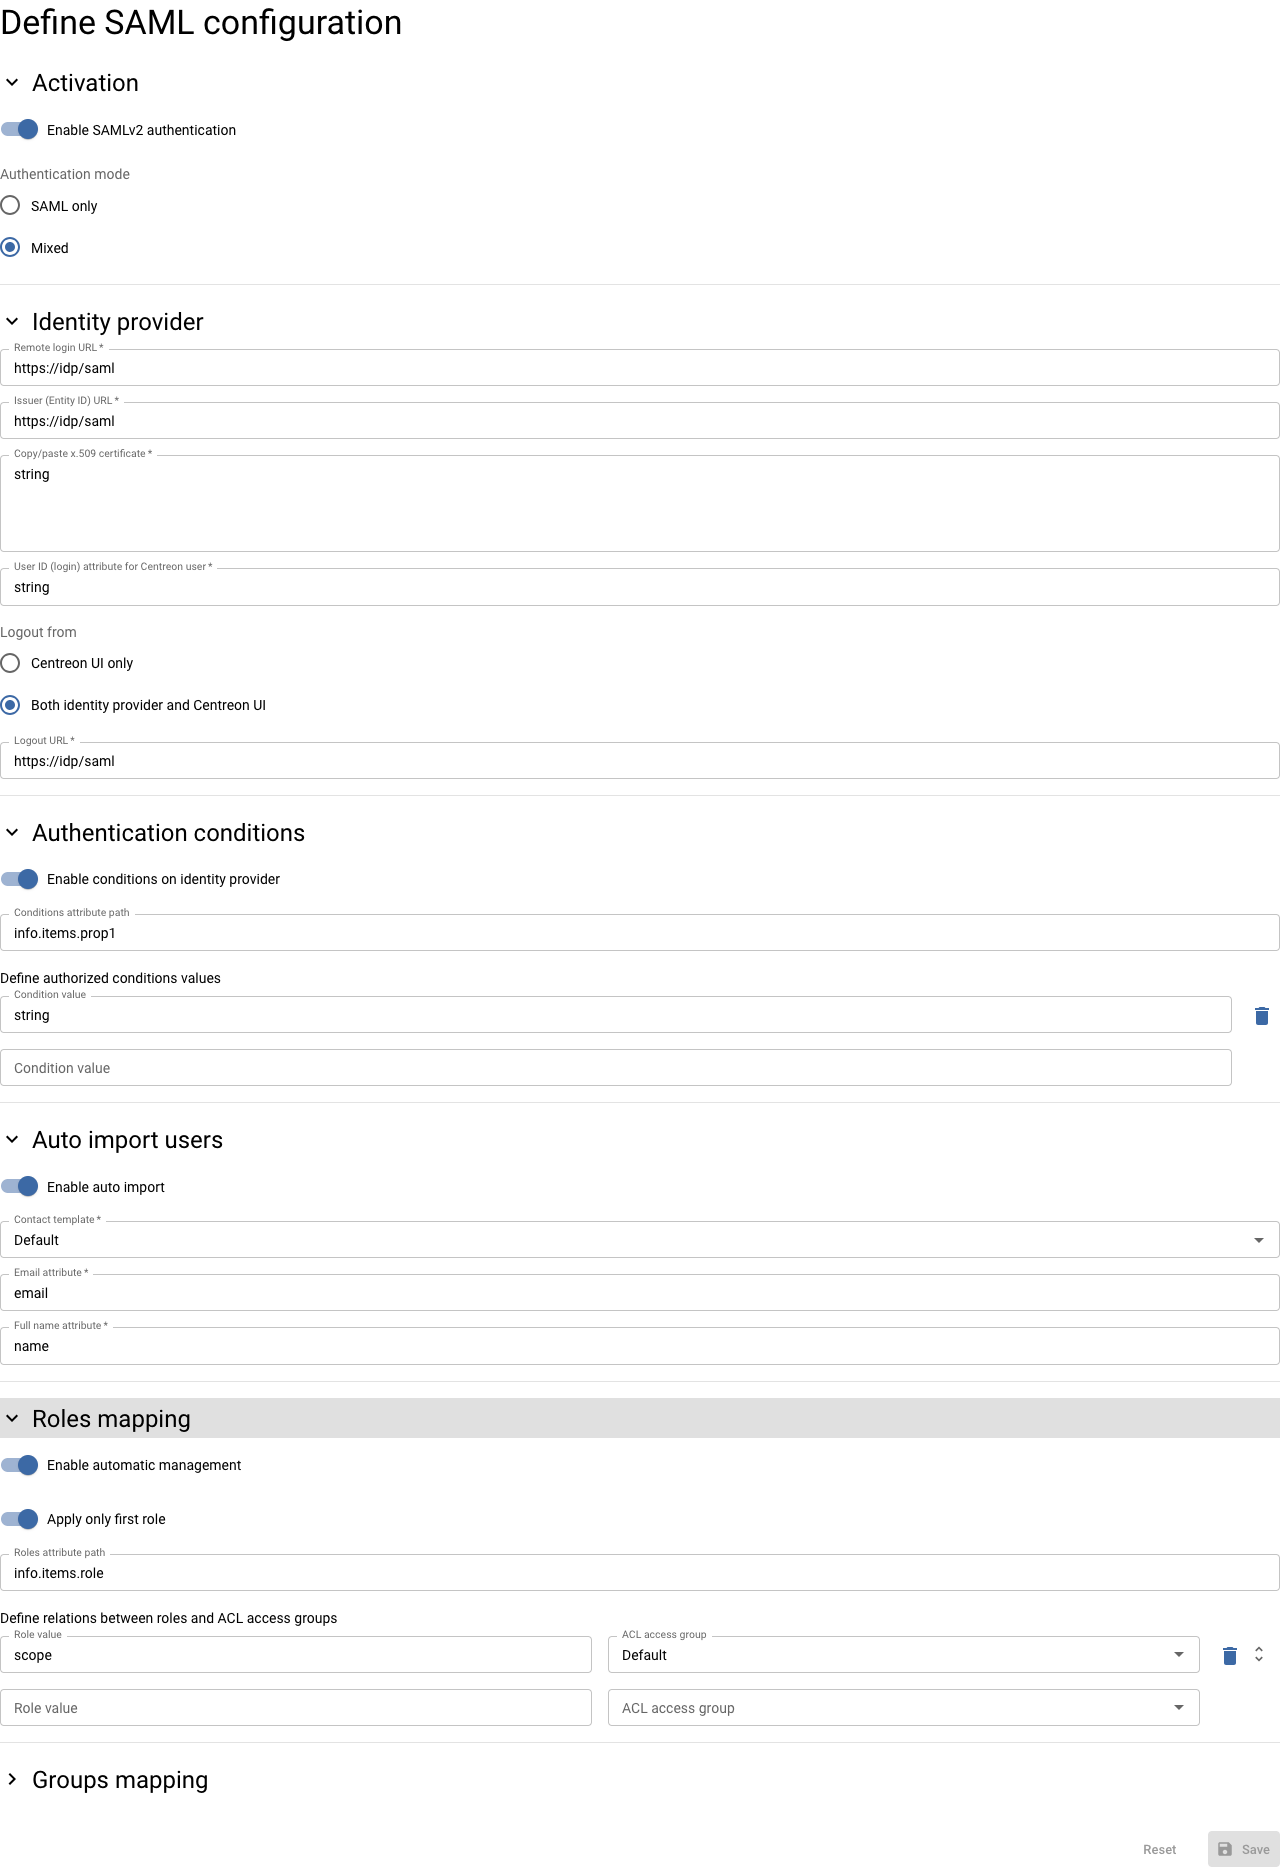 Define SAML configuration
Activation
Enable SAMLv2 authentication
Authentication mode
SAML only
Mixed
Identity provider
Remote login URL *
https://idp/saml
Issuer (Entity ID) URL *
https://idp/saml
Copy/paste x.509 certificate *
string
User ID (login) attribute for Centreon user *
string
Logout from
Centreon UI only
Both identity provider and Centreon UI
Logout URL *
https://idp/saml
Authentication conditions
Enable conditions on identity provider
Conditions attribute path
info.items.prop1
Define authorized conditions values
Condition value
string
Condition value
Auto import users
Enable auto import
Contact template *
Default
Email attribute *
email
Full name attribute *
name
Roles mapping
Enable automatic management
Apply only first role
Roles attribute path
info.items.role
Define relations between roles and ACL access groups
Role value ACL access group
scope Default
Role value ACL access group
Groups mapping
Reset Save